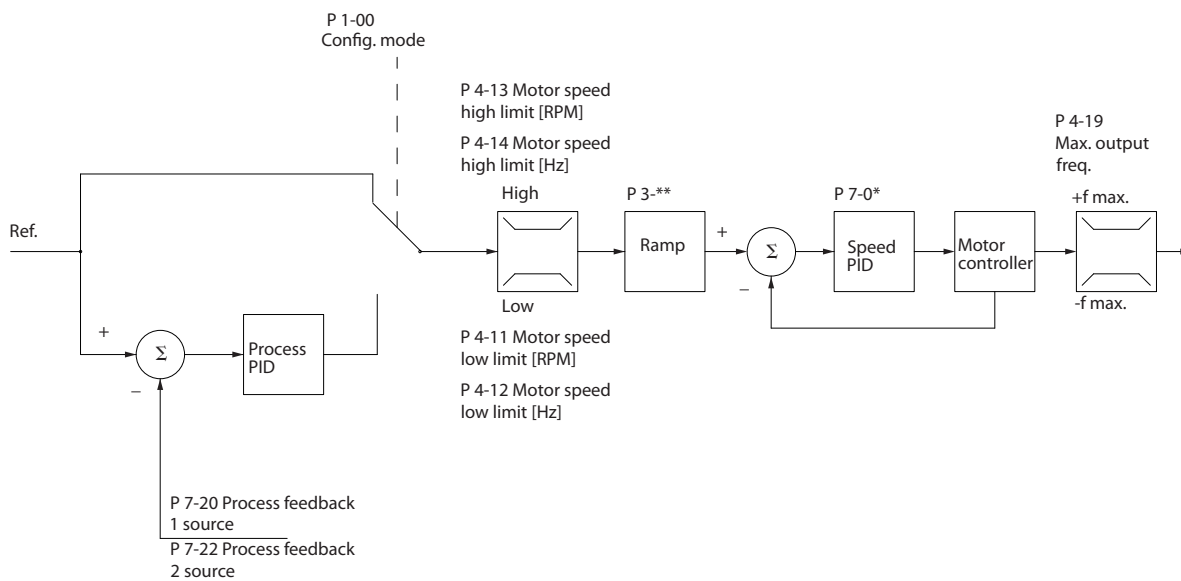 P 1-00
Config. mode
P 4-13 Motor speed
high limit [RPM]
P 4-14 Motor speed
high limit [Hz]
P 4-19
Max. output
freq.
High
P 3-**
P 7-0*
+f max.
Ref.
Ramp
+
Σ
−
Speed
PID
Motor
controller
Low
-f max.
+
Σ
−
Process
PID
P 4-11 Motor speed
low limit [RPM]
P 4-12 Motor speed
low limit [Hz]
P 7-20 Process feedback
1 source
P 7-22 Process feedback
2 source